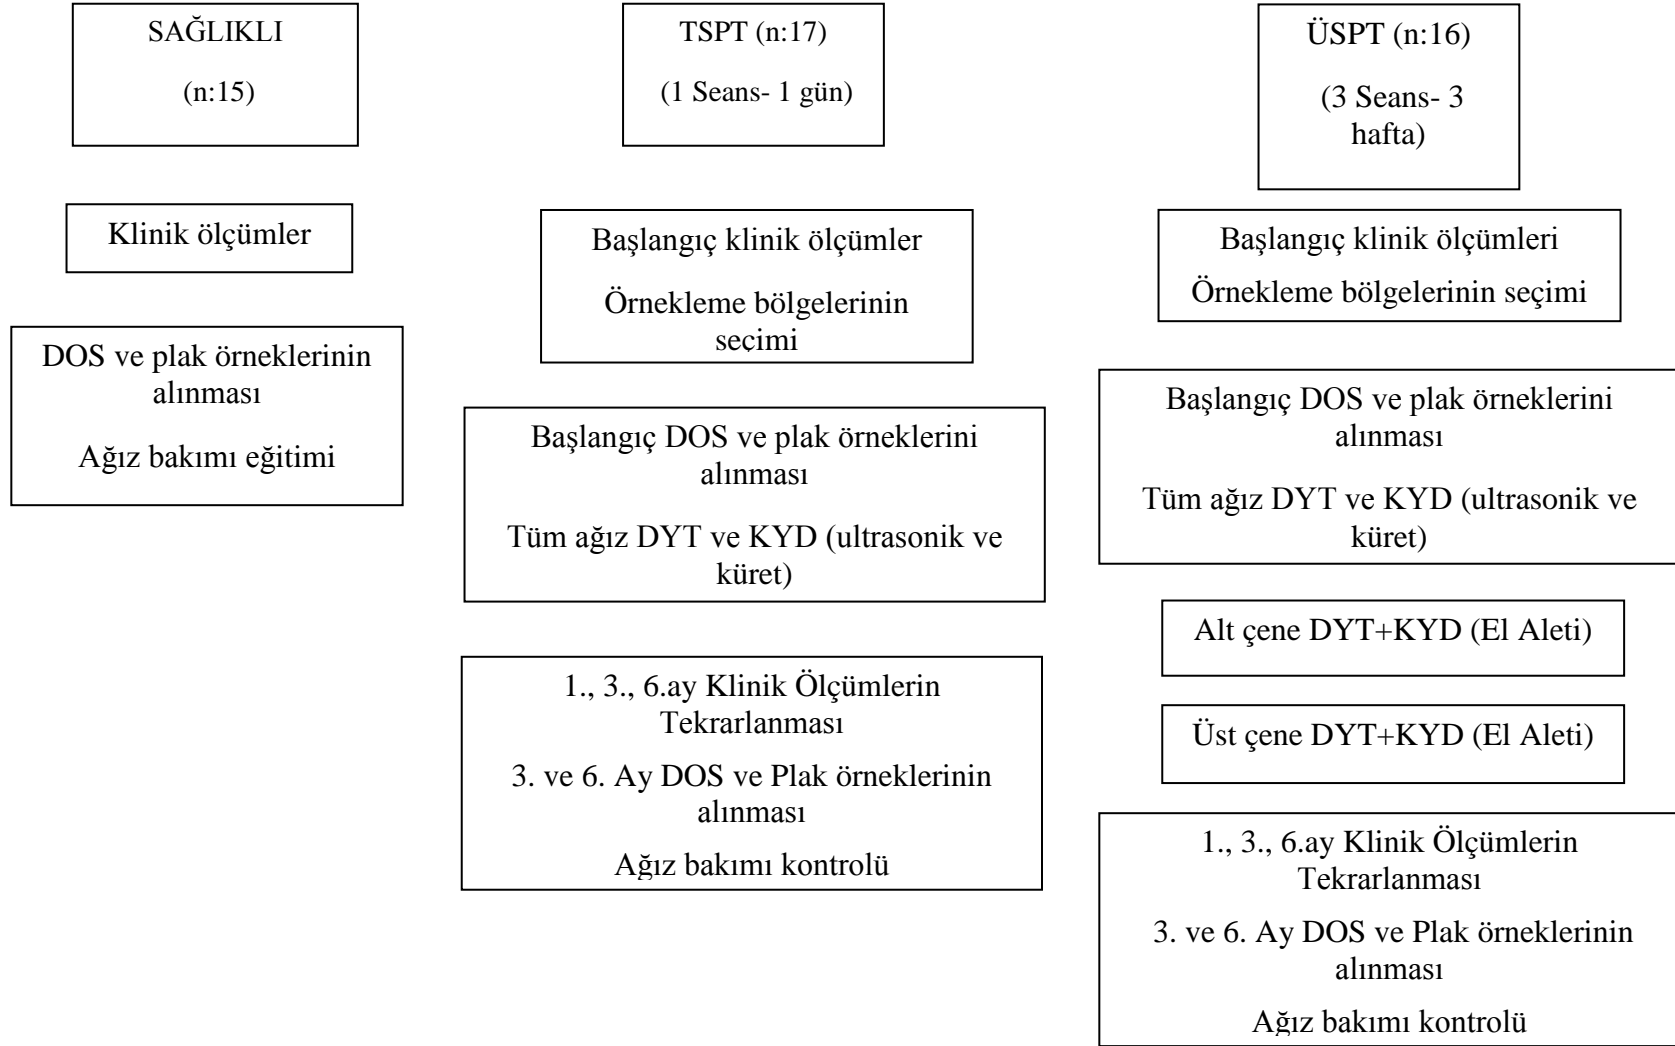 SAĞLIKLI
(n:15)
Klinik ölçümler
DOS ve plak örneklerinin
alınması
Ağız bakımı eğitimi
TSPT (n:17)
(1 Seans- 1 gün)
Başlangıç klinik ölçümler
Örnekleme bölgelerinin
seçimi
Başlangıç DOS ve plak örneklerini
alınması
Tüm ağız DYT ve KYD (ultrasonik ve
küret)
1., 3., 6.ay Klinik Ölçümlerin
Tekrarlanması
3. ve 6. Ay DOS ve Plak örneklerinin
alınması
Ağız bakımı kontrolü
ÜSPT (n:16)
(3 Seans- 3
hafta)
Başlangıç klinik ölçümleri
Örnekleme bölgelerinin seçimi
Başlangıç DOS ve plak örneklerini
alınması
Tüm ağız DYT ve KYD (ultrasonik ve
küret)
Alt çene DYT+KYD (El Aleti)
Üst çene DYT+KYD (El Aleti)
1., 3., 6.ay Klinik Ölçümlerin
Tekrarlanması
3. ve 6. Ay DOS ve Plak örneklerinin
alınması
Ağız bakımı kontrolü